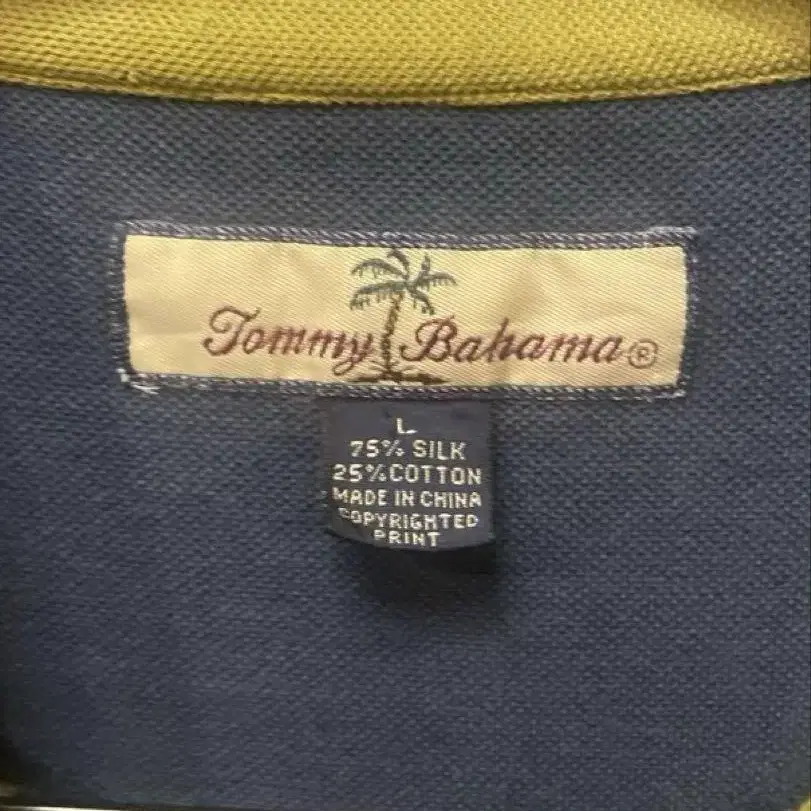 Tommy Bahama®
L
75% SILK
25% COTTON
MADE IN CHINA
COPYRIGHTED
PRINT